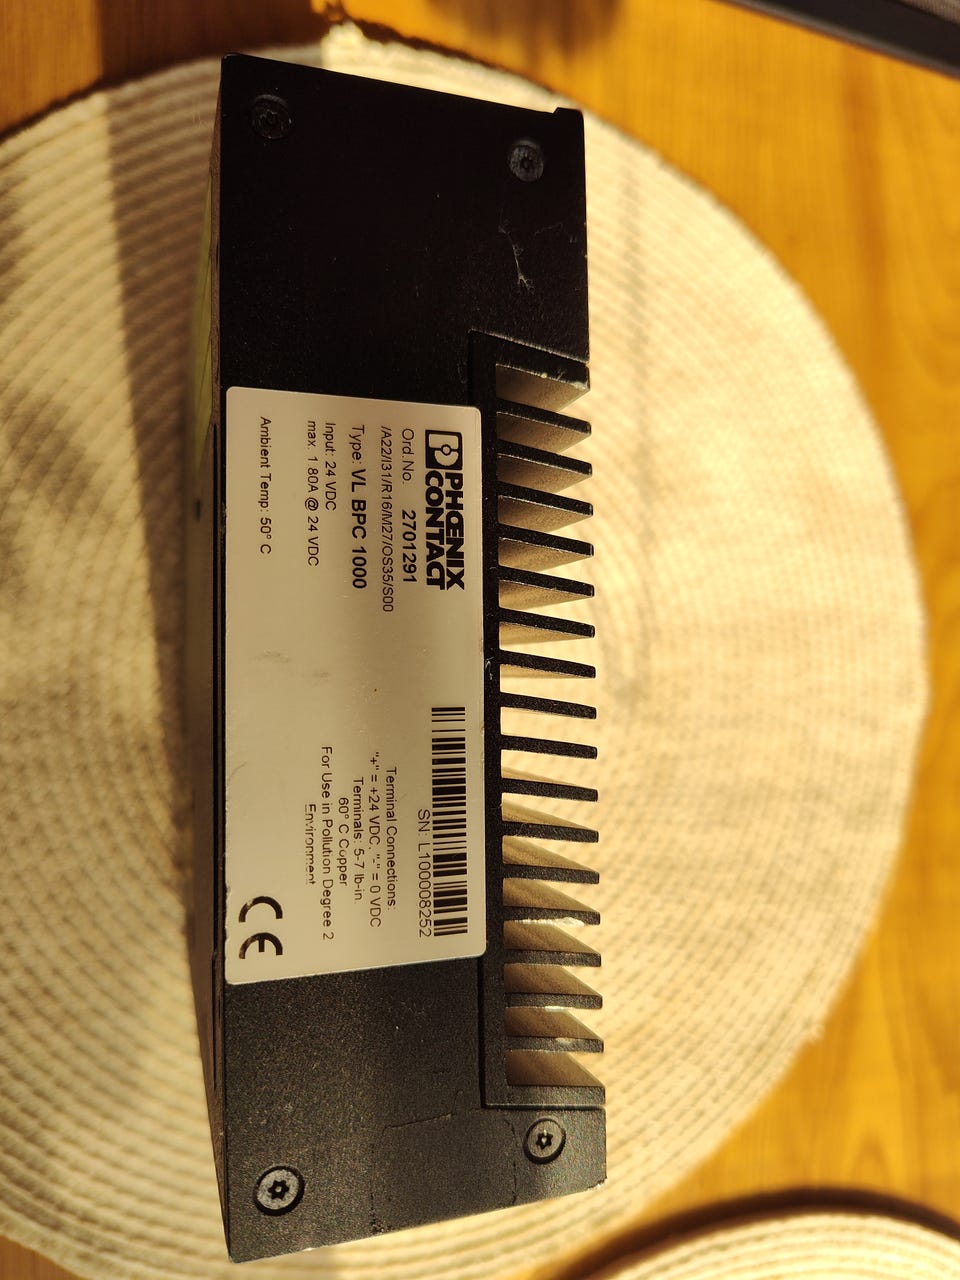 PHŒNIX
CONTACT
Ord.No. 2701291
/A22/I31/R16/M27/OS35/S00
Type: VL BPC 1000
Input: 24 VDC
max. 1.80A @ 24 VDC
Ambient Temp: 50° C
SN: L100008252
Terminal Connections:
"+" = +24 VDC, "-" = 0 VDC
Terminals: 5-7 lb-in.
60° C Copper
For Use in Pollution Degree 2
Environment
CE